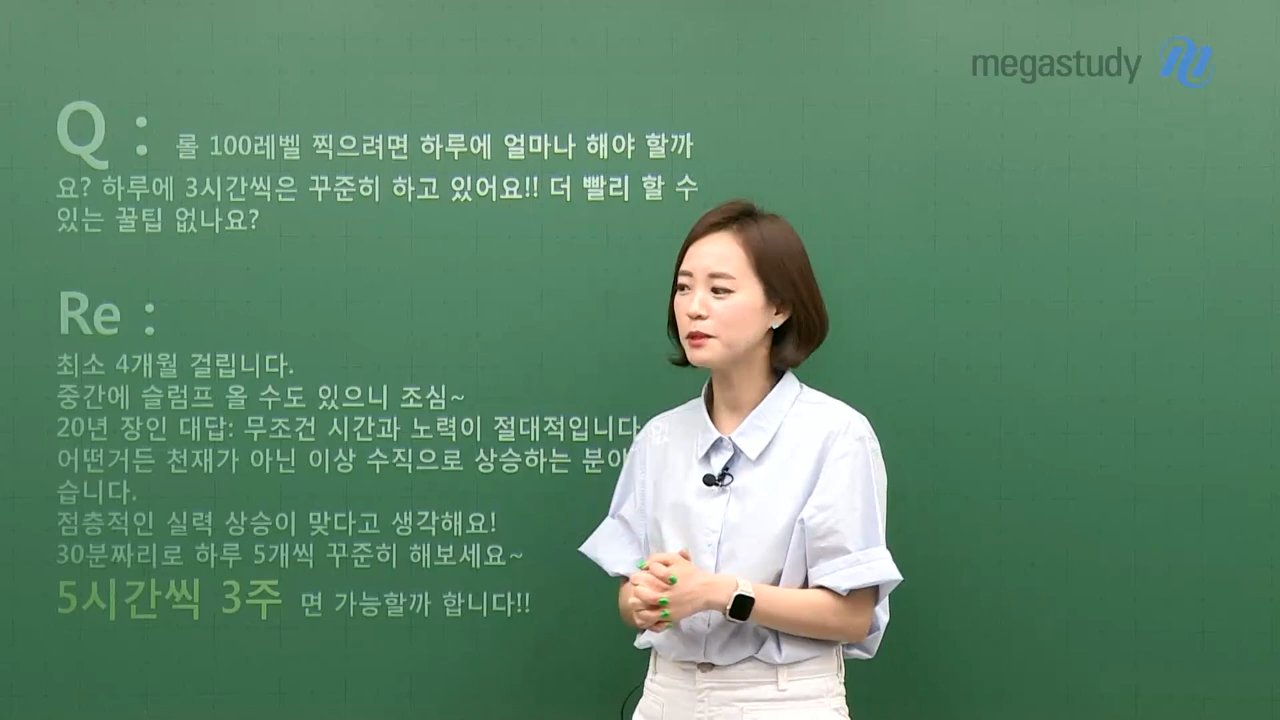 megastudy
Q : 롤 100레벨 찍으려면 하루에 얼마나 해야 할까
요? 하루에 3시간씩은 꾸준히 하고 있어요!! 더 빨리 할 수
있는 꿀팁 없나요?
Re :
최소 4개월 걸립니다.
중간에 슬럼프 올 수도 있으니 조심~
20년 장인 대답: 무조건 시간과 노력이 절대적입니다. 없
어떤거든 천재가 아닌 이상 수직으로 상승하는 분이
습니다.
점층적인 실력 상승이 맞다고 생각해요!
30분짜리로 하루 5개씩 꾸준히 해보세요~
5시간씩 3주 면 가능할까 합니다!!